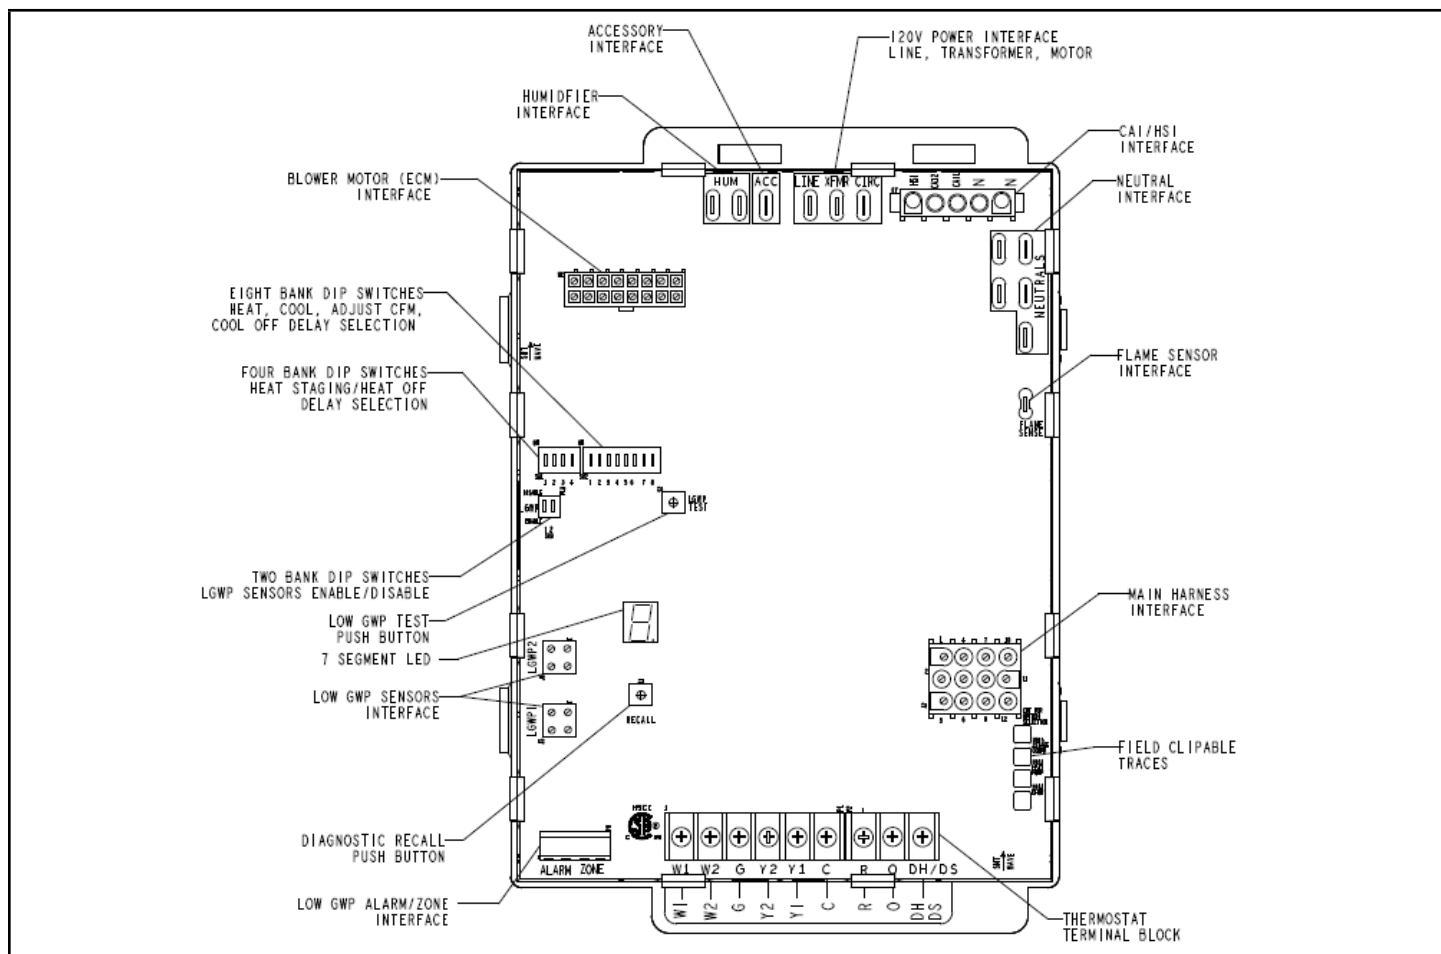 ACCESSORY
INTERFACE
120V POWER INTERFACE
LINE, TRANSFORMER, MOTOR
HUMIDFIER
INTERFACE
CAI/HSI
INTERFACE
BLOWER MOTOR (ECM)
INTERFACE
NEUTRAL
INTERFACE
HUM
ACC
LINE XFMR CIRC
HSI
N
N
NEUTRALS
EIGHT BANK DIP SWITCHES
HEAT, COOL, ADJUST CFM,
COOL OFF DELAY SELECTION
SMT
WAVE
FOUR BANK DIP SWITCHES
HEAT STAGING/HEAT OFF
DELAY SELECTION
FLAME SENSOR
INTERFACE
FLAME
SENSE
1 2 3 4 5 6 7 8
LGWP
TEST
TWO BANK DIP SWITCHES
LGWP SENSORS ENABLE/DISABLE
LOW GWP TEST
PUSH BUTTON
7 SEGMENT LED
MAIN HARNESS
INTERFACE
LGWP2
LOW GWP SENSORS
INTERFACE
LGWP1
RECALL
FIELD CLIPABLE
TRACES
DIAGNOSTIC RECALL
PUSH BUTTON
ALARM ZONE
W1 W2 G Y2 Y1 C R O DH/DS
SMT
WAVE
LOW GWP ALARM/ZONE
INTERFACE
W1 W2 G Y2 Y1 C R O DH DS
THERMOSTAT
TERMINAL BLOCK